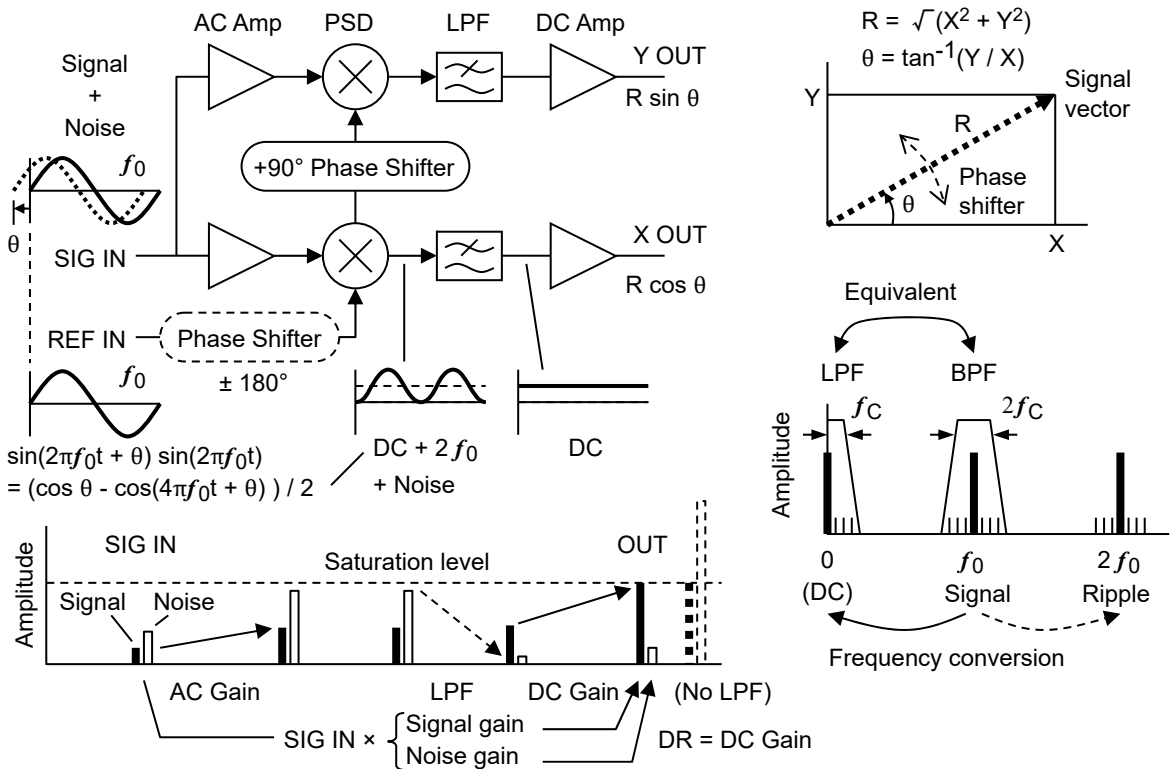 AC Amp
PSD
LPF
DC Amp
Signal
+
Noise
Y OUT
R sin θ
f0
+90° Phase Shifter
θ
SIG IN
X OUT
R cos θ
REF IN
Phase Shifter
± 180°
f0
sin(2πf0t + θ) sin(2πf0t)
= (cos θ - cos(4πf0t + θ) ) / 2
DC + 2f0
+ Noise
DC
R = √(X2 + Y2)
θ = tan-1(Y / X)
Y
Signal
vector
R
Phase
shifter
θ
X
Equivalent
LPF
BPF
fC
2fC
Amplitude
0
f0
2f0
(DC)
Signal
Ripple
Frequency conversion
Amplitude
SIG IN
OUT
Saturation level
Signal
Noise
AC Gain
LPF
DC Gain
(No LPF)
SIG IN ×
Signal gain
Noise gain
DR = DC Gain